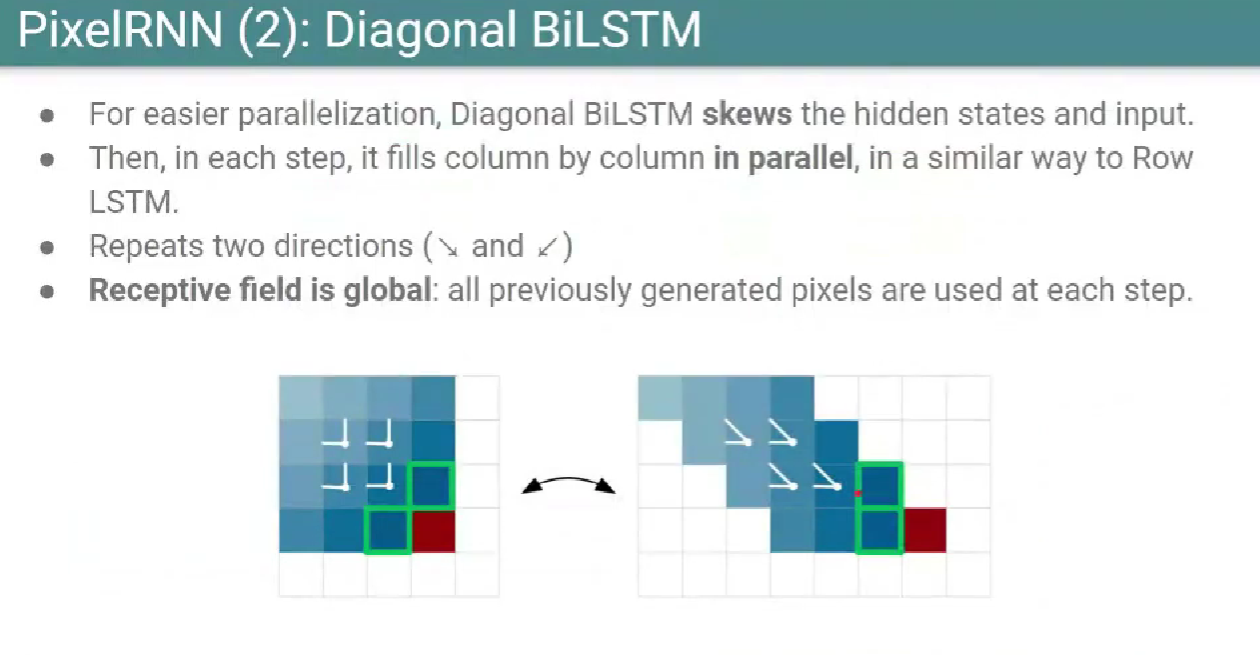 PixelRNN (2): Diagonal BiLSTM
● For easier parallelization, Diagonal BiLSTM skews the hidden states and input.
● Then, in each step, it fills column by column in parallel, in a similar way to Row
LSTM.
● Repeats two directions (↘ and ↙)
● Receptive field is global: all previously generated pixels are used at each step.